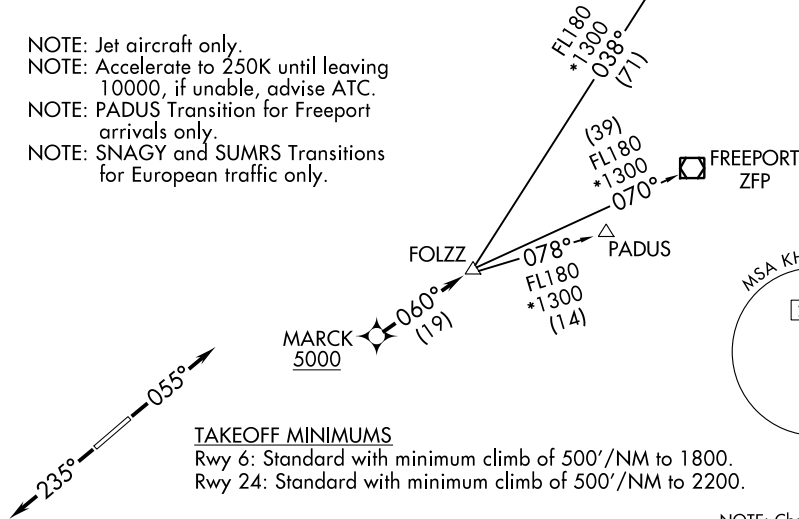 NOTE: Jet aircraft only.
NOTE: Accelerate to 250K until leaving
10000, if unable, advise ATC.
NOTE: PADUS Transition for Freeport
arrivals only.
NOTE: SNAGY and SUMRS Transitions
for European traffic only.
FL180
*1300
038°
(71)
(39)
FL180
*1300
070°
FREEPORT
ZFP
FOLZZ
078°
PADUS
FL180
*1300
(14)
060°
(19)
MARCK
5000
MSA KH
055°
235°
TAKEOFF MINIMUMS
Rwy 6: Standard with minimum climb of 500'/NM to 1800.
Rwy 24: Standard with minimum climb of 500'/NM to 2200.
NOTE: Ch